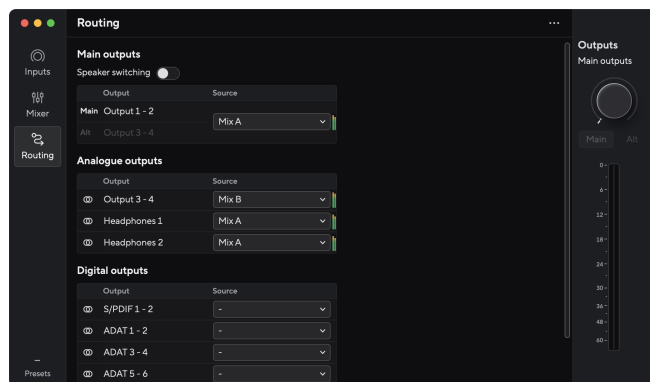 Routing
...
Inputs
Mixer
Routing
Presets
Main outputs
Speaker switching
Output Source
Main Output 1 - 2
Mix A
Alt Output 3 - 4
Analogue outputs
Output Source
Output 3 - 4 Mix B
Headphones 1 Mix A
Headphones 2 Mix A
Digital outputs
Output Source
S/PDIF 1 - 2 -
ADAT 1 - 2 -
ADAT 3 - 4 -
ADAT 5 - 6 -
Outputs
Main outputs
Main Alt
0
6
12
18
24
30
36
48
60